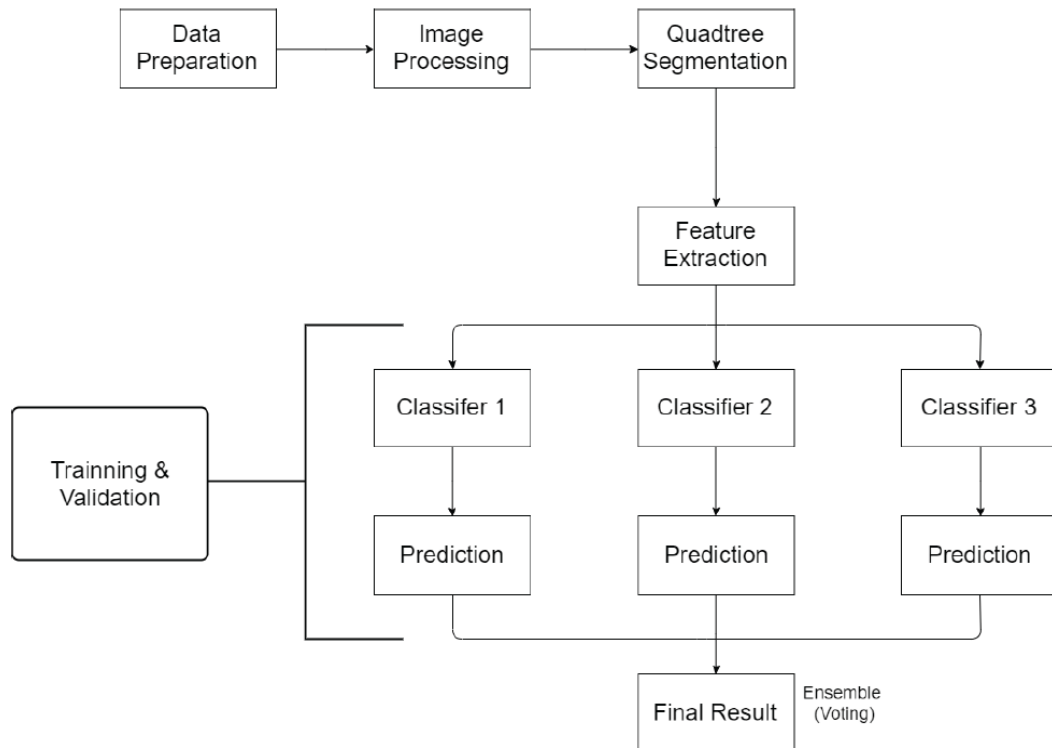 Data
Preparation
Image
Processing
Quadtree
Segmentation
Feature
Extraction
Classifer 1
Classifier 2
Classifier 3
Trainning &
Validation
Prediction
Prediction
Prediction
Final Result
Ensemble
(Voting)